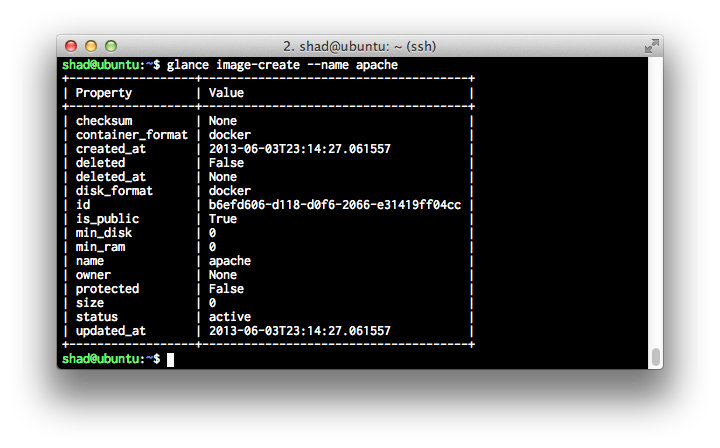 2. shad@ubuntu: ~ (ssh)
shad@ubuntu:~$ glance image-create --name apache
+-----------------+--------------------------------------+
| Property        | Value                                |
+-----------------+--------------------------------------+
| checksum        | None                                 |
| container_format | docker                               |
| created_at      | 2013-06-03T23:14:27.061557           |
| deleted         | False                                |
| deleted_at      | None                                 |
| disk_format     | docker                               |
| id              | b6efd606-d118-d0f6-2066-e31419ff04cc |
| is_public       | True                                 |
| min_disk        | 0                                    |
| min_ram         | 0                                    |
| name            | apache                               |
| owner           | None                                 |
| protected       | False                                |
| size            | 0                                    |
| status          | active                               |
| updated_at      | 2013-06-03T23:14:27.061557           |
+-----------------+--------------------------------------+
shad@ubuntu:~$